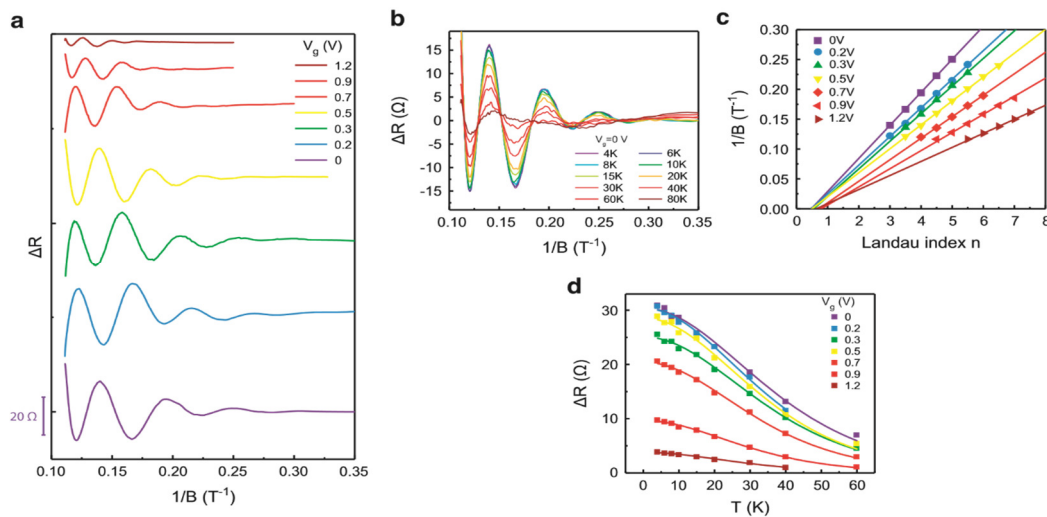 a
V_g (V)
1.2
0.9
0.7
0.5
0.3
0.2
0
ΔR
20 Ω
0.10 0.15 0.20 0.25 0.30 0.35
1/B (T⁻¹)
b
15
10
5
0
-5
-10
-15
ΔR (Ω)
V_g=0 V
4K 6K
8K 10K
15K 20K
30K 40K
60K 80K
0.10 0.15 0.20 0.25 0.30 0.35
1/B (T⁻¹)
c
0.30
0.25
0.20
0.15
0.10
0.05
0.00
1/B (T⁻¹)
0V
0.2V
0.3V
0.5V
0.7V
0.9V
1.2V
0 1 2 3 4 5 6 7 8
Landau index n
d
30
20
10
0
ΔR (Ω)
V_g (V)
0
0.2
0.3
0.5
0.7
0.9
1.2
0 10 20 30 40 50 60
T (K)